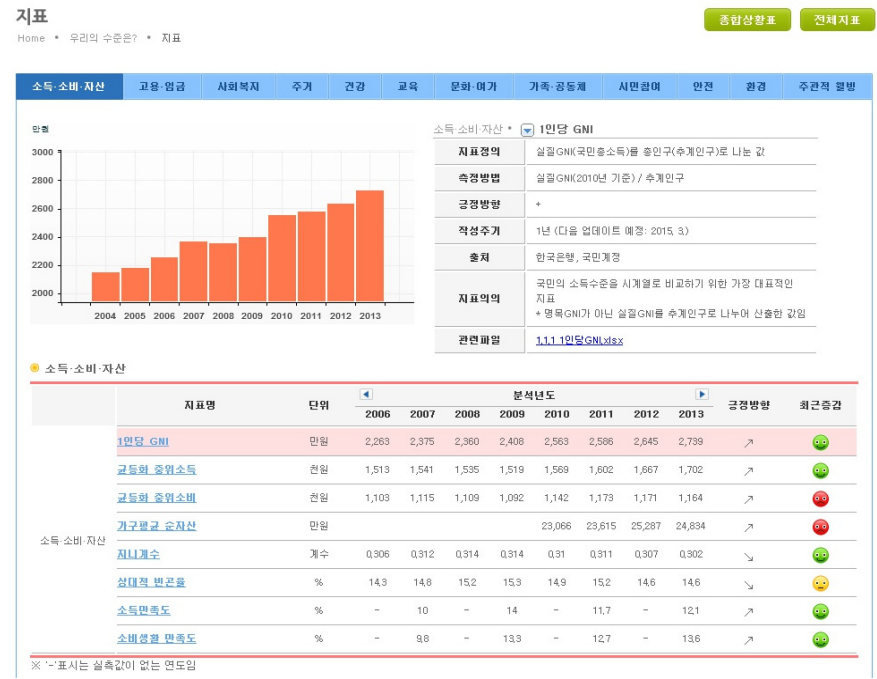 지표
종합상황표 전체지표
Home • 우리의 수준은? • 지표
소득·소비·자산 고용·임금 사회복지 주거 건강 교육 문화·여가 가족·공동체 시민참여 안전 환경 주관적 웰빙
만원
3000
2800
2600
2400
2200
2000
2004 2005 2006 2007 2008 2009 2010 2011 2012 2013
소득·소비·자산 • 1인당 GNI
지표정의 실질GNI(국민총소득)를 총인구(추계인구)로 나눈 값
측정방법 실질GNI(2010년 기준) / 추계인구
긍정방향 +
작성주기 1년 (다음 업데이트 예정: 2015. 3.)
출처 한국은행, 국민계정
지표의의 국민의 소득수준을 시계열로 비교하기 위한 가장 대표적인
지표
* 명목GNI가 아닌 실질GNI를 추계인구로 나누어 산출한 값임
관련파일 1.1.1 1인당GNI.xlsx
소득·소비·자산
지표명 단위 분석년도 긍정방향 최근증감
2006 2007 2008 2009 2010 2011 2012 2013
1인당 GNI 만원 2,263 2,375 2,360 2,408 2,563 2,586 2,645 2,739 ↗
균등화 중위소득 천원 1,513 1,541 1,535 1,519 1,569 1,602 1,667 1,702 ↗
균등화 중위소비 천원 1,103 1,115 1,109 1,092 1,142 1,173 1,171 1,164 ↗
가구평균 순자산 만원 23,066 23,615 25,287 24,834 ↗
소득·소비·자산
지니계수 계수 0.306 0.312 0.314 0.314 0.31 0.311 0.307 0.302 ↘
상대적 빈곤율 % 14.3 14.8 15.2 15.3 14.9 15.2 14.6 14.6 ↘
소득만족도 % - 10 - 14 - 11.7 - 12.1 ↗
소비생활 만족도 % - 9.8 - 13.3 - 12.7 - 13.6 ↗
※ '-'표시는 실측값이 없는 연도임